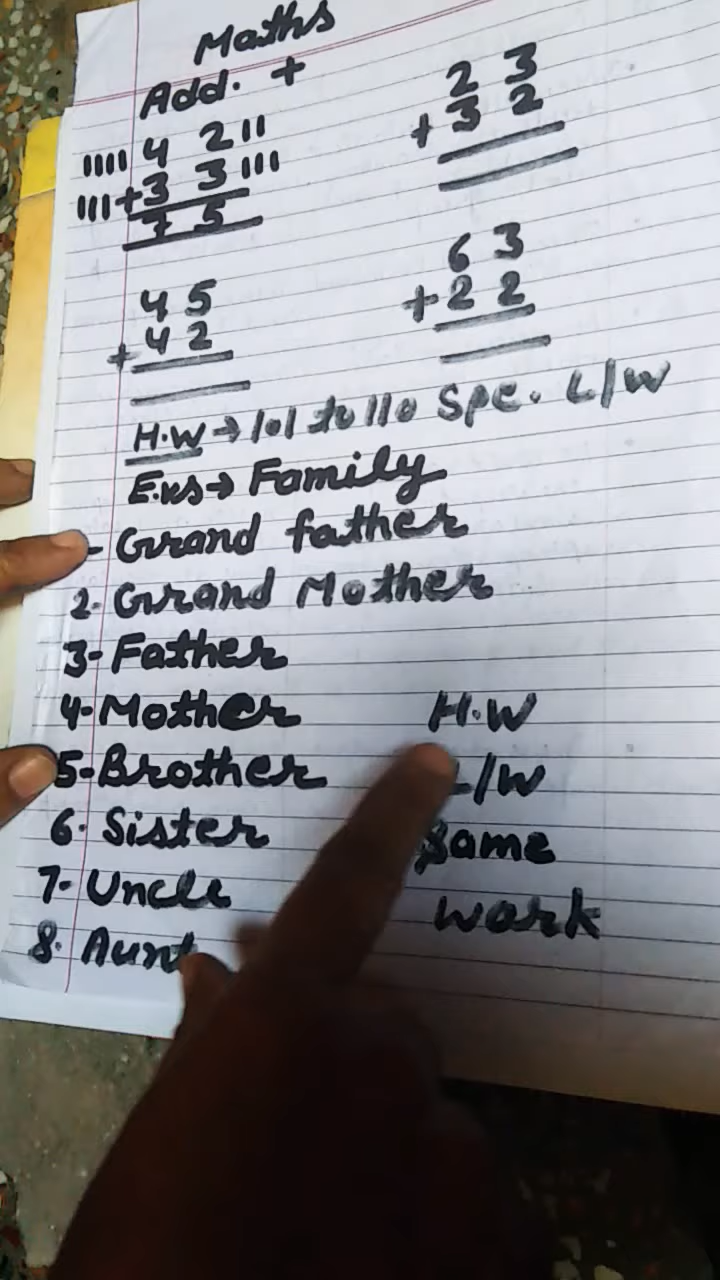 Maths
Add. +
|||| 4 2 ||
||| + 3 3 |||
7 5
2 3
+ 3 2
4 5
+ 4 2
6 3
+ 2 2
H.W → 101 to 110 Spe. L/W
E.vs → Family
- Grand father
2- Grand Mother
3- Father
4- Mother
5- Brother
6. Sister
7- Uncle
8. Aunt
H.W
L/W
Same
Work